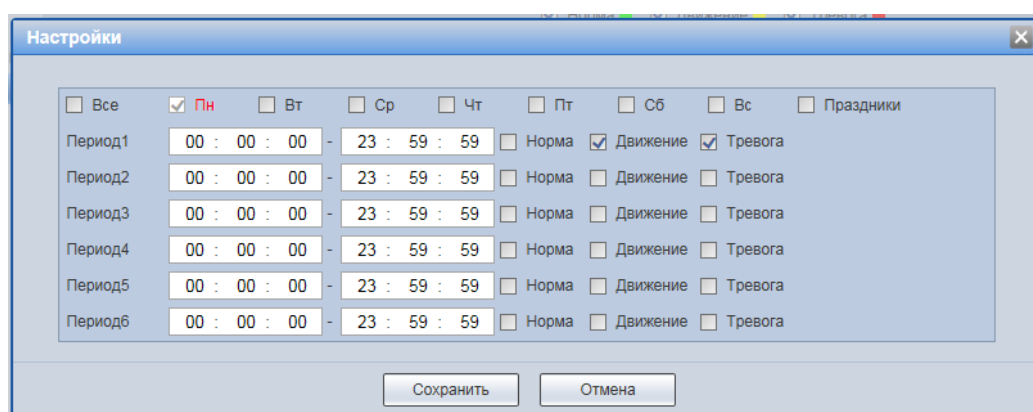 Норма Движение Тревога
Настройки
Все Пн Вт Ср Чт Пт Сб Вс Праздники
Период1 00 : 00 : 00 - 23 : 59 : 59 Норма Движение Тревога
Период2 00 : 00 : 00 - 23 : 59 : 59 Норма Движение Тревога
Период3 00 : 00 : 00 - 23 : 59 : 59 Норма Движение Тревога
Период4 00 : 00 : 00 - 23 : 59 : 59 Норма Движение Тревога
Период5 00 : 00 : 00 - 23 : 59 : 59 Норма Движение Тревога
Период6 00 : 00 : 00 - 23 : 59 : 59 Норма Движение Тревога
Сохранить Отмена